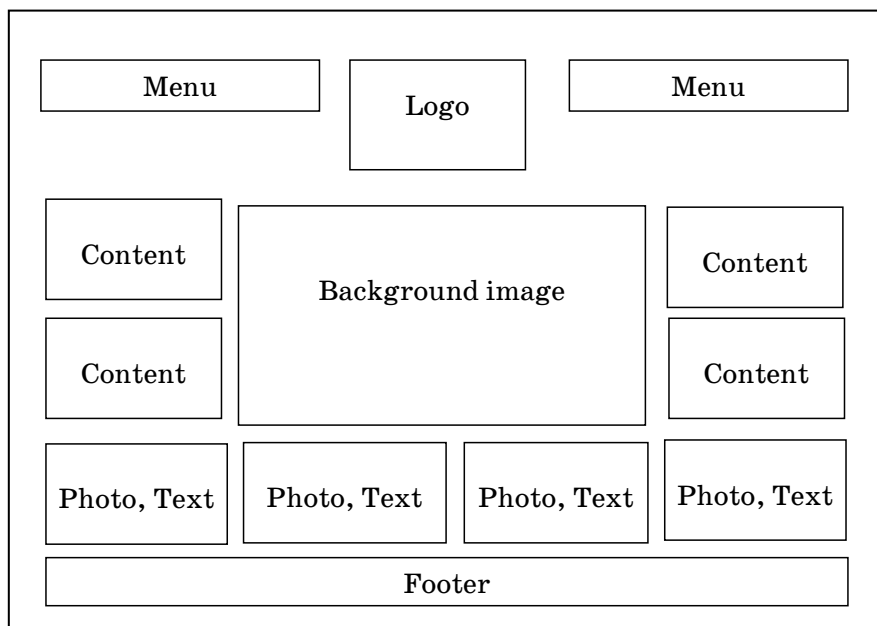 Menu
Logo
Menu
Content
Background image
Content
Content
Content
Photo, Text
Photo, Text
Photo, Text
Photo, Text
Footer